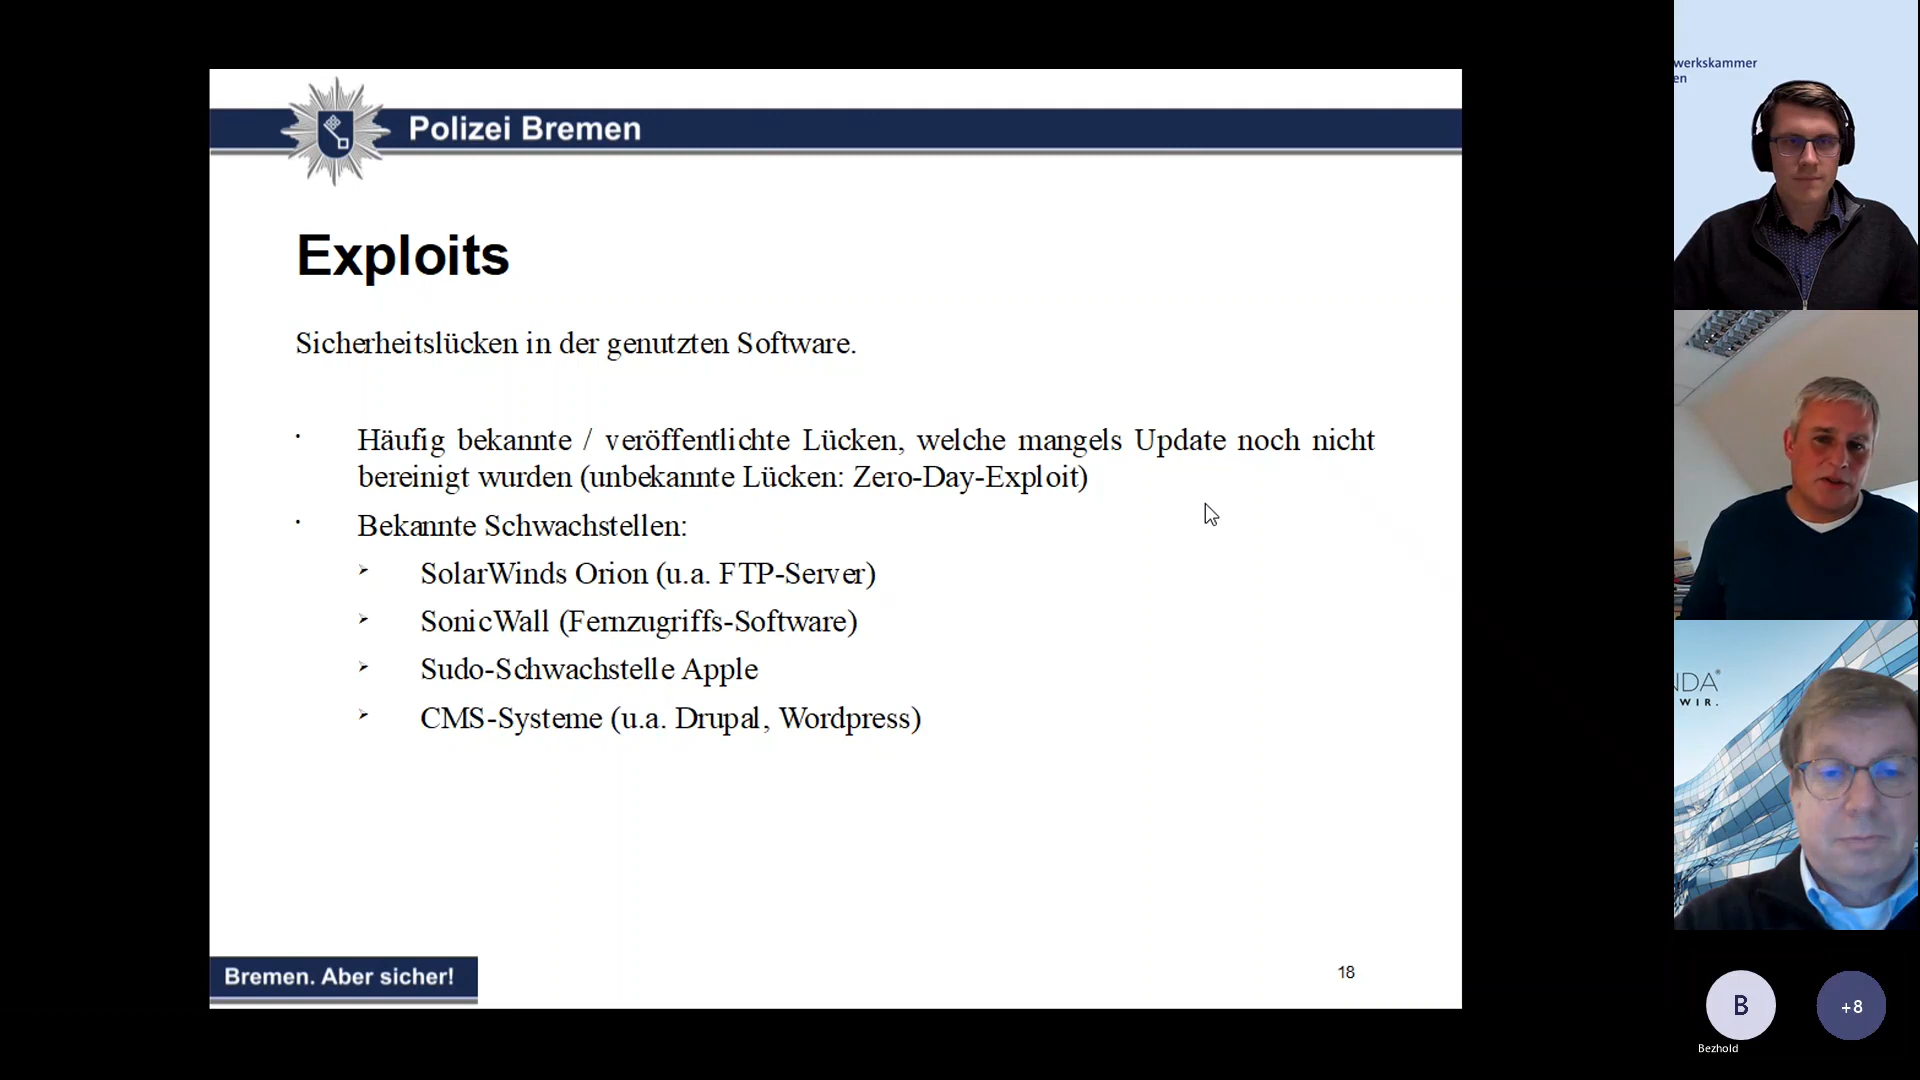 Polizei Bremen
Exploits
Sicherheitslücken in der genutzten Software.
· Häufig bekannte / veröffentlichte Lücken, welche mangels Update noch nicht
bereinigt wurden (unbekannte Lücken: Zero-Day-Exploit)
· Bekannte Schwachstellen:
➢ SolarWinds Orion (u.a. FTP-Server)
➢ SonicWall (Fernzugriffs-Software)
➢ Sudo-Schwachstelle Apple
➢ CMS-Systeme (u.a. Drupal, Wordpress)
Bremen. Aber sicher!
18
werkskammer
en
NDA®
WIR.
B
+8
Bezhold